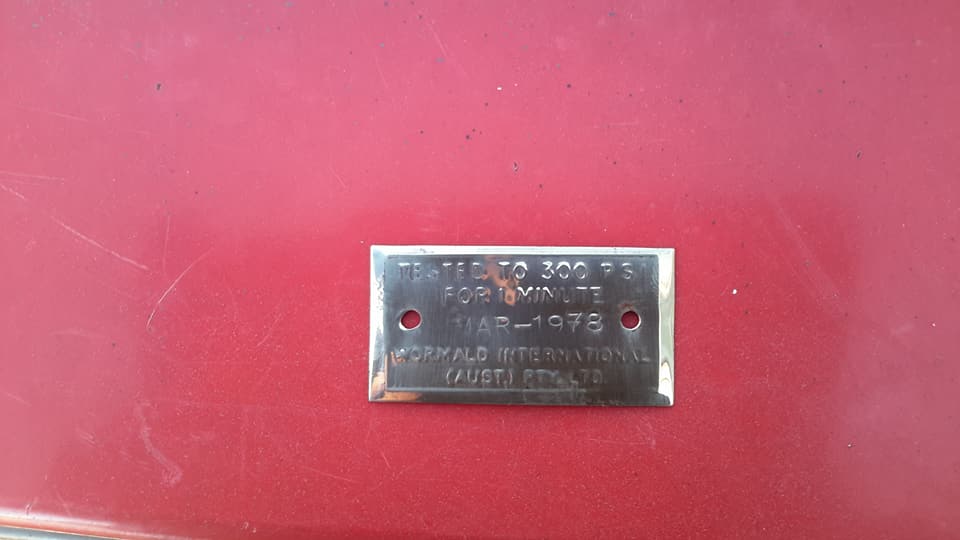 TESTED TO 300 PSI
FOR 1 MINUTE
MAR-1978
WORMALD INTERNATIONAL
(AUST.) PTY. LTD.